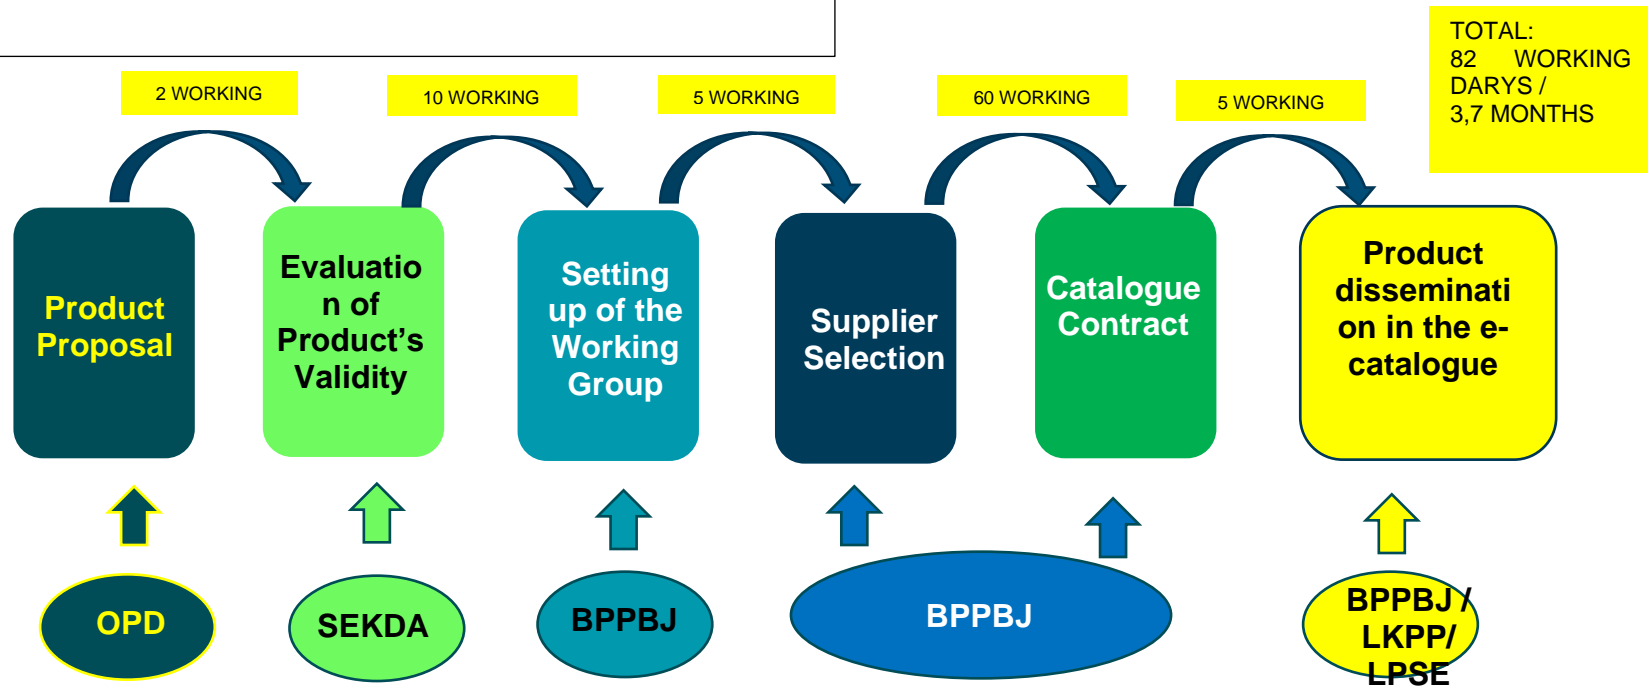 TOTAL:
82 WORKING
DARYS /
3,7 MONTHS
2 WORKING
10 WORKING
5 WORKING
60 WORKING
5 WORKING
Product
Proposal
Evaluatio
n of
Product’s
Validity
Setting
up of the
Working
Group
Supplier
Selection
Catalogue
Contract
Product
disseminati
on in the e-
catalogue
OPD
SEKDA
BPPBJ
BPPBJ
BPPBJ /
LKPP/
LPSE